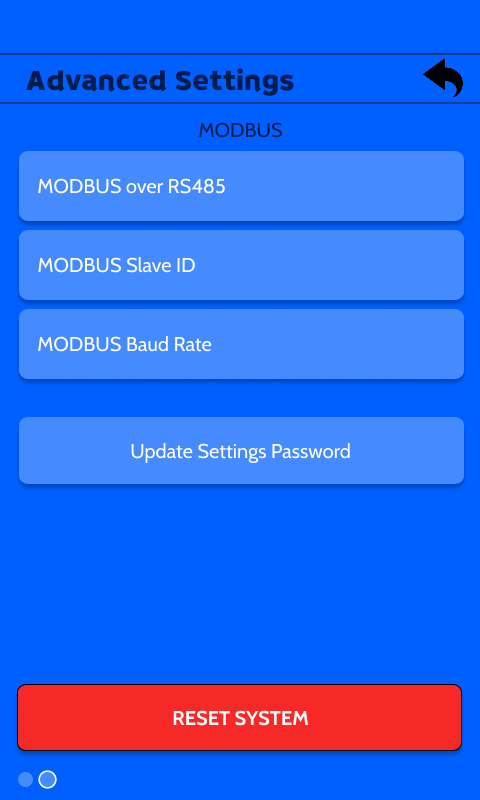 Advanced Settings
MODBUS
MODBUS over RS485
MODBUS Slave ID
MODBUS Baud Rate
Update Settings Password
RESET SYSTEM